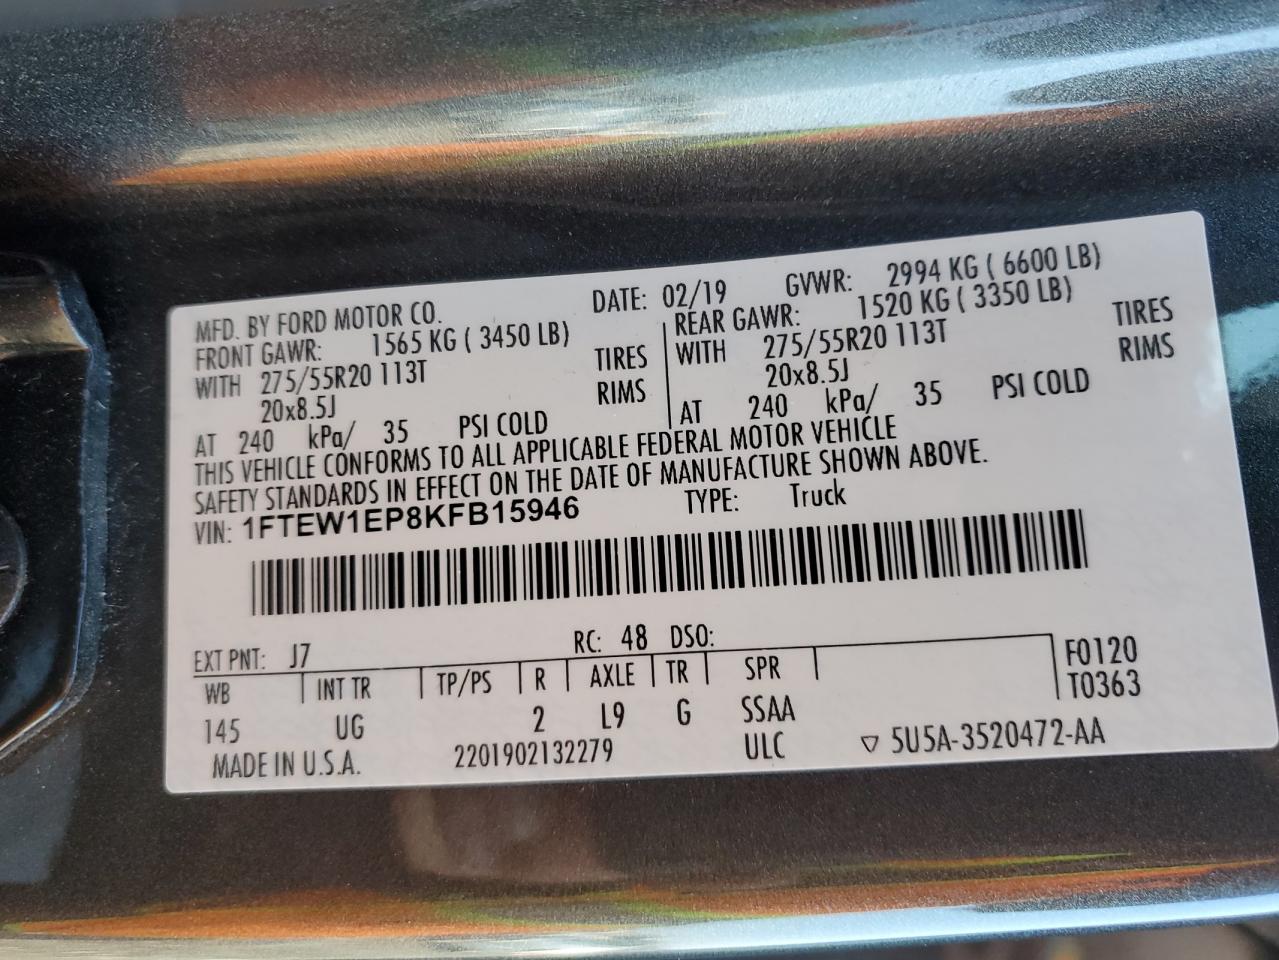 MFD. BY FORD MOTOR CO. DATE: 02/19 GVWR: 2994 KG ( 6600 LB)
FRONT GAWR: 1565 KG ( 3450 LB) REAR GAWR: 1520 KG ( 3350 LB)
WITH 275/55R20 113T TIRES WITH 275/55R20 113T TIRES
20x8.5J RIMS 20x8.5J RIMS
AT 240 kPa/ 35 PSI COLD AT 240 kPa/ 35 PSI COLD
THIS VEHICLE CONFORMS TO ALL APPLICABLE FEDERAL MOTOR VEHICLE
SAFETY STANDARDS IN EFFECT ON THE DATE OF MANUFACTURE SHOWN ABOVE.
VIN: 1FTEW1EP8KFB15946 TYPE: Truck
EXT PNT: J7 RC: 48 DSO:
WB INT TR TP/PS R AXLE TR SPR F0120
145 UG 2 L9 G SSAA T0363
MADE IN U.S.A. 2201902132279 ULC ▽ 5U5A-3520472-AA